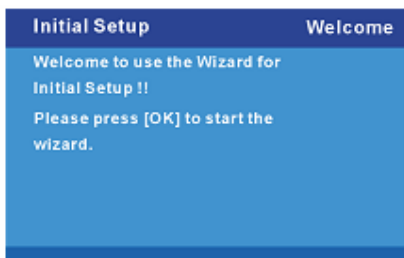 Initial Setup Welcome
Welcome to use the Wizard for
Initial Setup !!
Please press [OK] to start the
wizard.